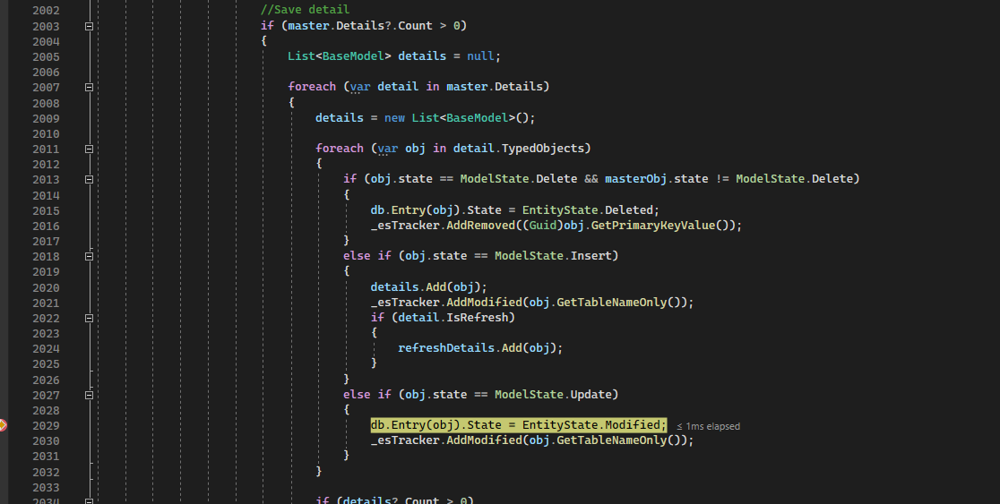 2002 //Save detail
2003 if (master.Details?.Count > 0)
2004 {
2005 List<BaseModel> details = null;
2006
2007 foreach (var detail in master.Details)
2008 {
2009 details = new List<BaseModel>();
2010
2011 foreach (var obj in detail.TypedObjects)
2012 {
2013 if (obj.state == ModelState.Delete && masterObj.state != ModelState.Delete)
2014 {
2015 db.Entry(obj).State = EntityState.Deleted;
2016 _esTracker.AddRemoved((Guid)obj.GetPrimaryKeyValue());
2017 }
2018 else if (obj.state == ModelState.Insert)
2019 {
2020 details.Add(obj);
2021 _esTracker.AddModified(obj.GetTableNameOnly());
2022 if (detail.IsRefresh)
2023 {
2024 refreshDetails.Add(obj);
2025 }
2026 }
2027 else if (obj.state == ModelState.Update)
2028 {
2029 db.Entry(obj).State = EntityState.Modified; ≤ 1ms elapsed
2030 _esTracker.AddModified(obj.GetTableNameOnly());
2031 }
2032 }
2033
2034 if (details?.Count > 0)